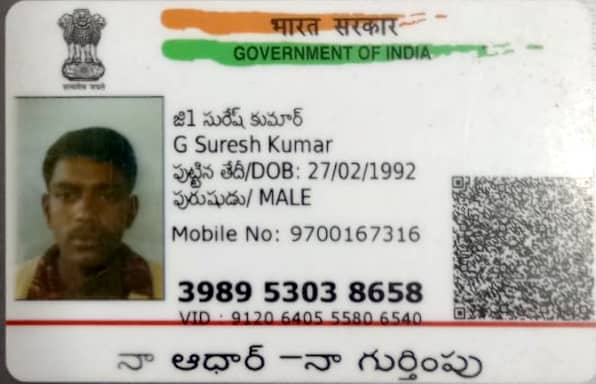 भारत सरकार
GOVERNMENT OF INDIA
सत्यमेव जयते
జి1 సురేష్ కుమార్
G Suresh Kumar
పుట్టిన తేదీ/DOB: 27/02/1992
పురుషుడు/ MALE
Mobile No: 9700167316
3989 5303 8658
VID : 9120 6405 5580 6540
నా ఆధార్ –నా గుర్తింపు